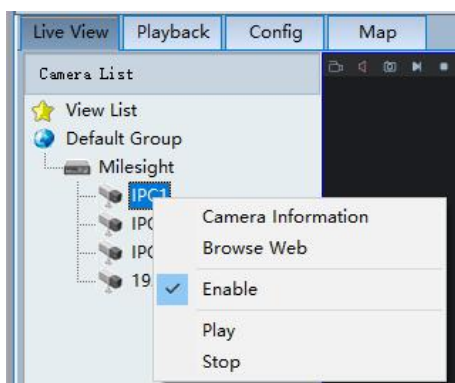 Live View Playback Config Map
Camera List
View List
Default Group
Milesight
IPC1
Camera Information
Browse Web
Enable
Play
Stop